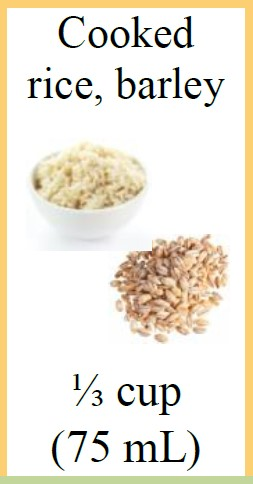 Cooked
rice, barley
⅓ cup
(75 mL)